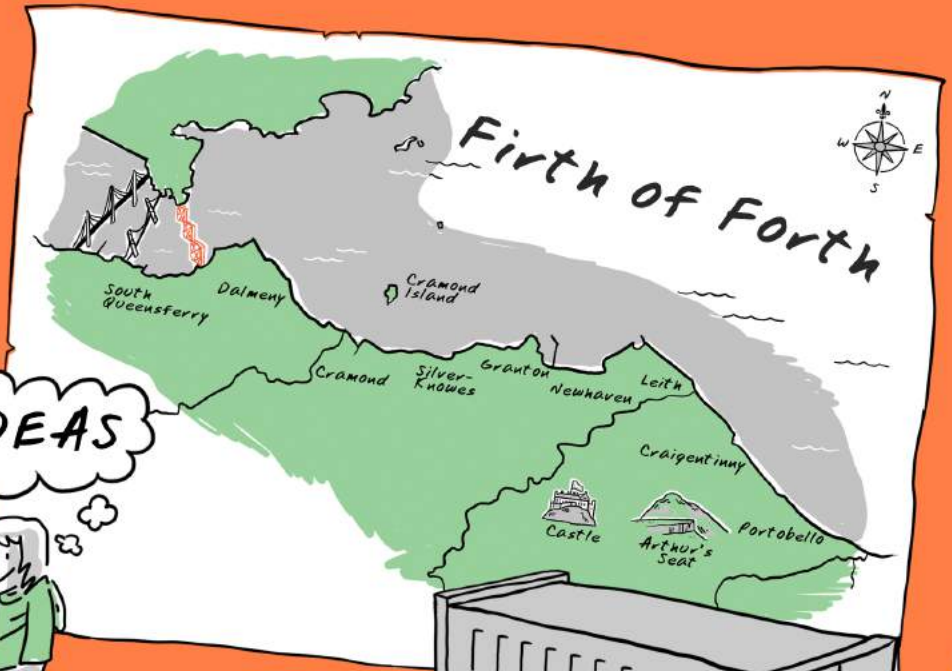 N
W E
S
Firth of Forth
Cramond
Island
South
Queensferry
Dalmeny
Cramond
Silver-
Knowes
Granton
Newhaven
Leith
Craigentinny
Castle
Arthur's
Seat
Portobello